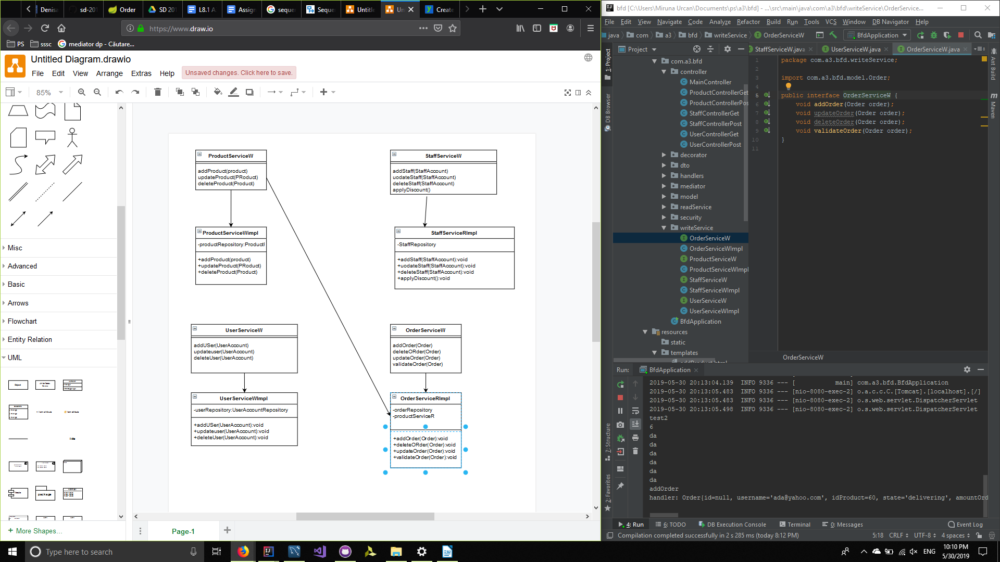 Denisa
sd-201
Order
SD 201
L8.1 A
Assign
sequer
Seque
Untitle
Un
Create
https://www.draw.io
PS
sssc
mediator dp - Căutare...
Untitled Diagram.drawio
File Edit View Arrange Extras Help
Unsaved changes. Click here to save.
85%
Misc
Advanced
Basic
Arrows
Flowchart
Entity Relation
UML
+ More Shapes...
ProductServiceW
addProduct(product)
updateProduct(PRoduct)
deleteProduct(Product)
StaffServiceW
addStaff(StaffAccount)
uodateStaff(StaffAccount)
deleteStaff(StaffAccount)
applyDiscount()
ProductServiceWimpl
-productRepository:Product
+addProduct(product)
+updateProduct(PRoduct)
+deleteProduct(Product)
StaffServiceRImpl
-StaffRepository
+addStaff(StaffAccount):void
+uodateStaff(StaffAccount):void
+deleteStaff(StaffAccount):void
+applyDiscount():void
UserServiceW
addUSer(UserAccount)
updateuser(UserAccount)
deleteUser(UserAccount)
OrderServiceW
addOrder(Order)
deleteORder(Order)
updateOrder(Order)
validateOrder(Order)
UserServiceWImpl
-userRepository:UserAccountRepository
+addUSer(UserAccount):void
+updateuser(UserAccount):void
+deleteUser(UserAccount):void
OrderServiceRImpl
-orderRepository
-productServiceR
+addOrder(Order):void
+deleteORder(Order):void
+updateOrder(Order):void
+validateOrder(Order):void
Page-1
bfd [C:\Users\Miruna Urcan\Documents\ps\a3\bfd] - ...\src\main\java\com\a3\bfd\writeService\OrderService...
File Edit View Navigate Code Analyze Refactor Build Run Tools VCS Window DB Navigator Help
java com a3 bfd writeService OrderServiceW
BfdApplication
Project
StaffServiceW.java
UserServiceW.java
OrderServiceW.java
1: Project
DB Browser
7: Structure
2: Favorites
Ant Build
Maven
com.a3.bfd
controller
MainController
ProductControllerGet
ProductControllerPos
StaffControllerGet
StaffControllerPost
UserControllerGet
UserControllerPost
decorator
dto
handlers
mediator
model
readService
security
writeService
OrderServiceW
OrderServiceWImpl
ProductServiceW
ProductServiceWImpl
StaffServiceW
StaffServiceWImpl
UserServiceW
UserServiceWImpl
BfdApplication
resources
static
templates
addProduct.html
1 package com.a3.bfd.writeService;
2
3 import com.a3.bfd.model.Order;
4
5 public interface OrderServiceW {
6 void addOrder(Order order);
7 void updateOrder(Order order);
8 void deleteOrder(Order order);
9 void validateOrder(Order order);
10 }
11
OrderServiceW
Run: BfdApplication
2019-05-30 20:13:04.139 INFO 9336 --- [ main] com.a3.bfd.BfdApplication
2019-05-30 20:13:05.483 INFO 9336 --- [nio-8080-exec-2] o.a.c.c.C.[Tomcat].[localhost].[/]
2019-05-30 20:13:05.483 INFO 9336 --- [nio-8080-exec-2] o.s.web.servlet.DispatcherServlet
2019-05-30 20:13:05.498 INFO 9336 --- [nio-8080-exec-2] o.s.web.servlet.DispatcherServlet
test2
6
da
da
da
da
da
da
addOrder
handler: Order{id=null, username='ada@yahoo.com', idProduct=60, state='delivering', amountOrd
4: Run 6: TODO DB Execution Console Terminal 0: Messages Event Log
Compilation completed successfully in 2 s 285 ms (today 8:12 PM)
5:18 CRLF UTF-8 4 spaces
Type here to search
ENG
10:10 PM
5/30/2019